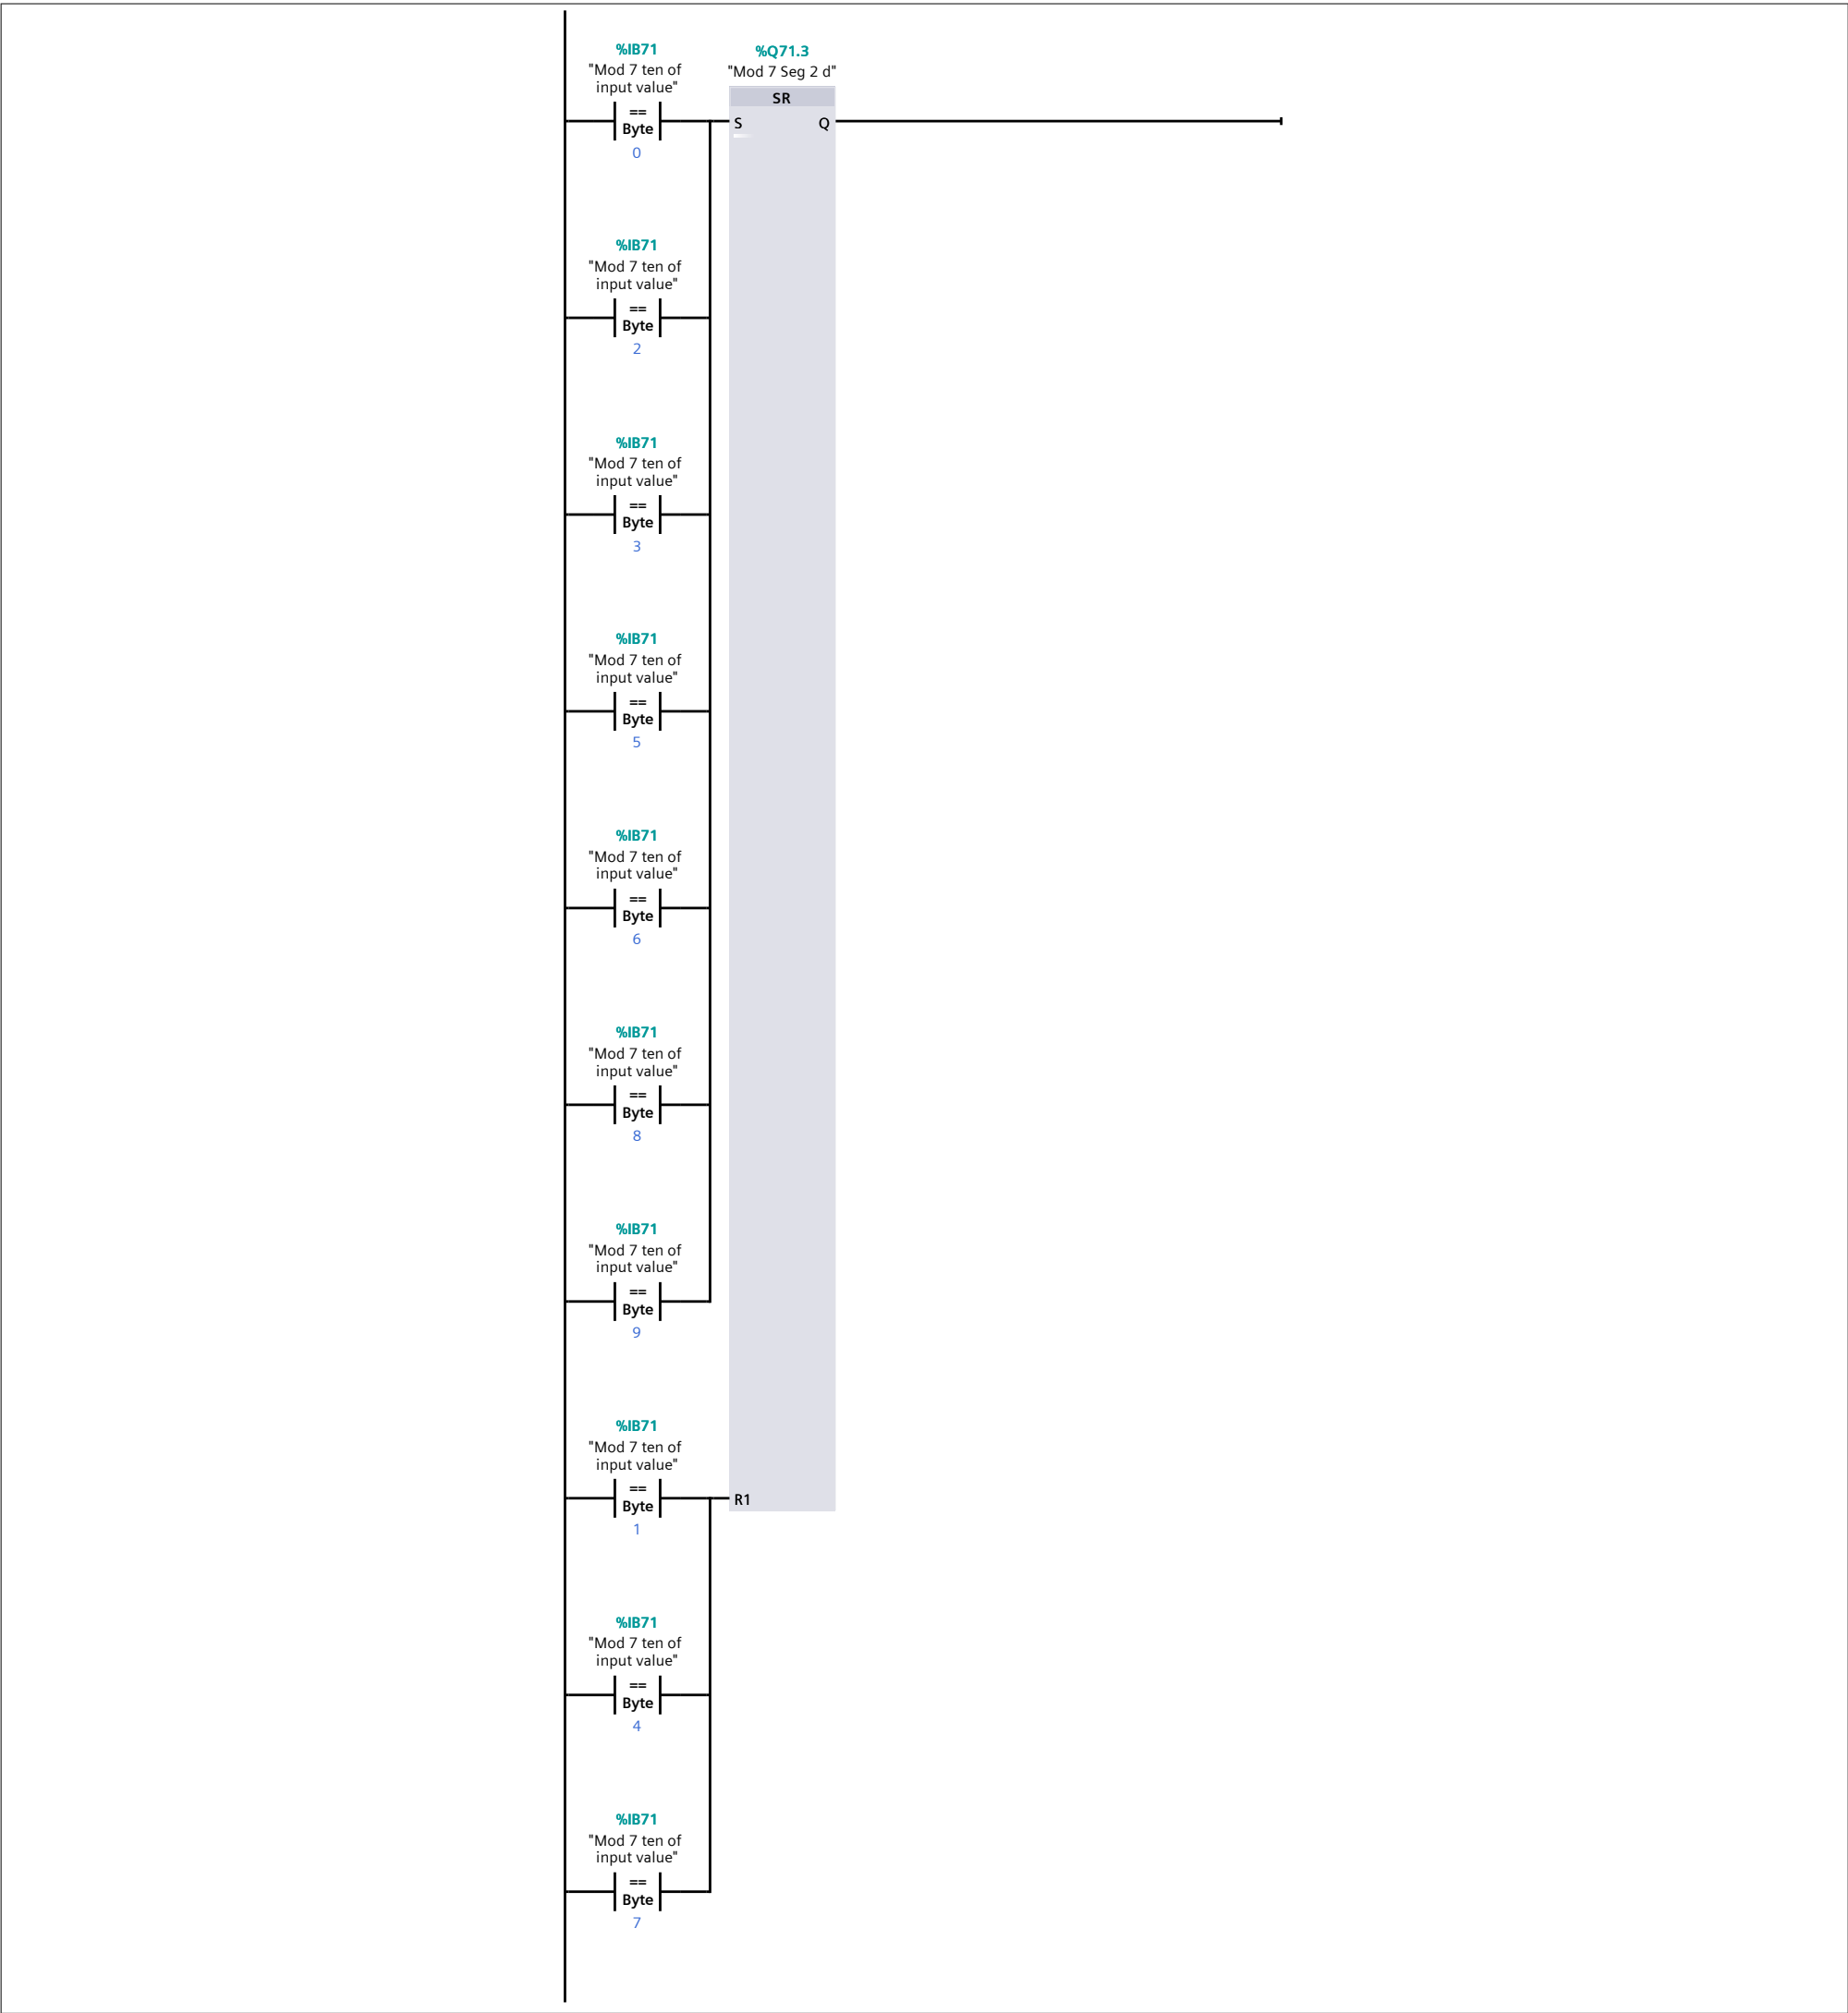 %IB71
"Mod 7 ten of
input value"
==
Byte
0
%Q71.3
"Mod 7 Seg 2 d"
SR
S Q
%IB71
"Mod 7 ten of
input value"
==
Byte
2
%IB71
"Mod 7 ten of
input value"
==
Byte
3
%IB71
"Mod 7 ten of
input value"
==
Byte
5
%IB71
"Mod 7 ten of
input value"
==
Byte
6
%IB71
"Mod 7 ten of
input value"
==
Byte
8
%IB71
"Mod 7 ten of
input value"
==
Byte
9
%IB71
"Mod 7 ten of
input value"
==
Byte
1
R1
%IB71
"Mod 7 ten of
input value"
==
Byte
4
%IB71
"Mod 7 ten of
input value"
==
Byte
7